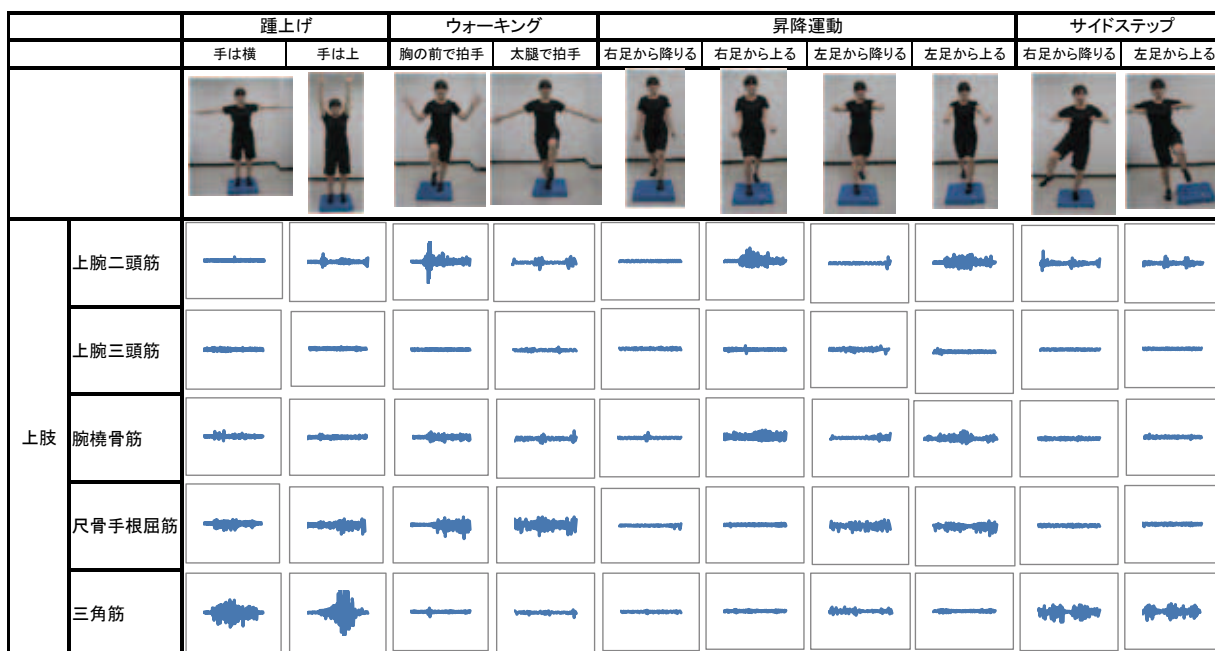 踵上げ ウォーキング 昇降運動 サイドステップ
手は横 手は上 胸の前で拍手 太腿で拍手 右足から降りる 右足から上る 左足から降りる 左足から上る 右足から降りる 左足から上る
上肢
上腕二頭筋
上腕三頭筋
腕橈骨筋
尺骨手根屈筋
三角筋